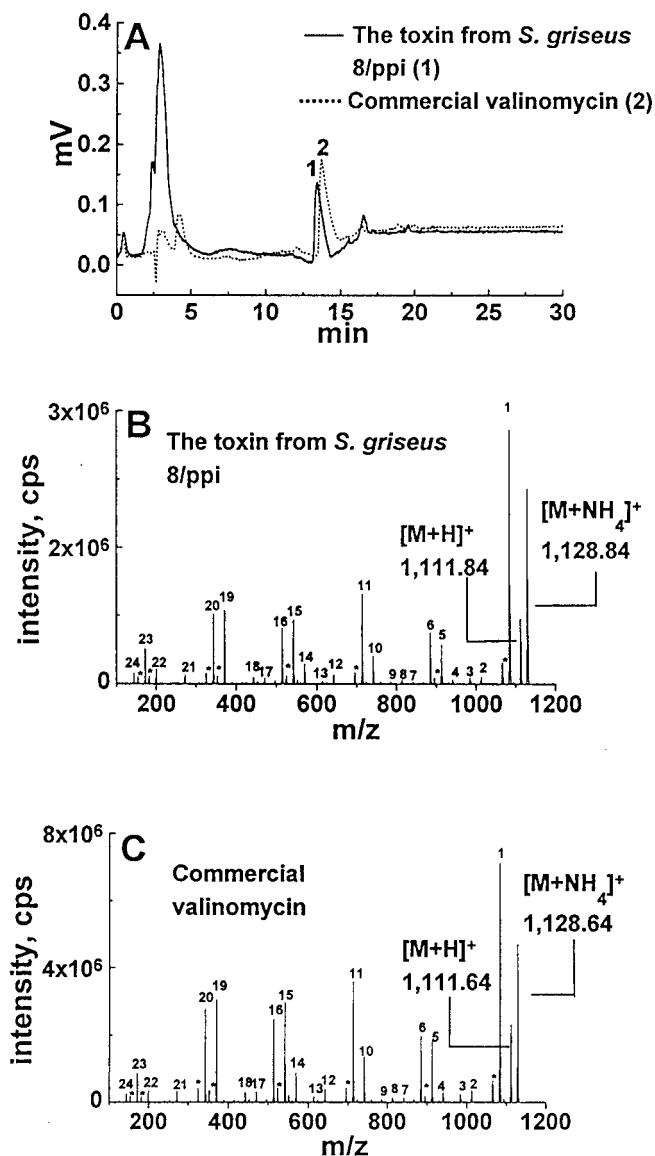 A
The toxin from S. griseus
8/ppi (1)
Commercial valinomycin (2)
0.4
0.3
0.2
0.1
0.0
mV
1
2
0 5 10 15 20 25 30
min
B
The toxin from S. griseus
8/ppi
3x10⁶
2x10⁶
0
intensity, cps
[M+H]⁺
1,111.84
[M+NH₄]⁺
1,128.84
24 * 23 * 22 21 * 20 * 19 18 17 16 * 15 14 13 12 * 11 10 9 8 7 6 * 5 4 3 2 * 1
200 400 600 800 1000 1200
m/z
C
Commercial
valinomycin
8x10⁶
4x10⁶
0
intensity, cps
[M+H]⁺
1,111.64
[M+NH₄]⁺
1,128.64
24 * 23 * 22 21 * 20 * 19 18 17 16 * 15 14 13 12 * 11 10 9 8 7 6 * 5 4 3 2 * 1
200 400 600 800 1000 1200
m/z